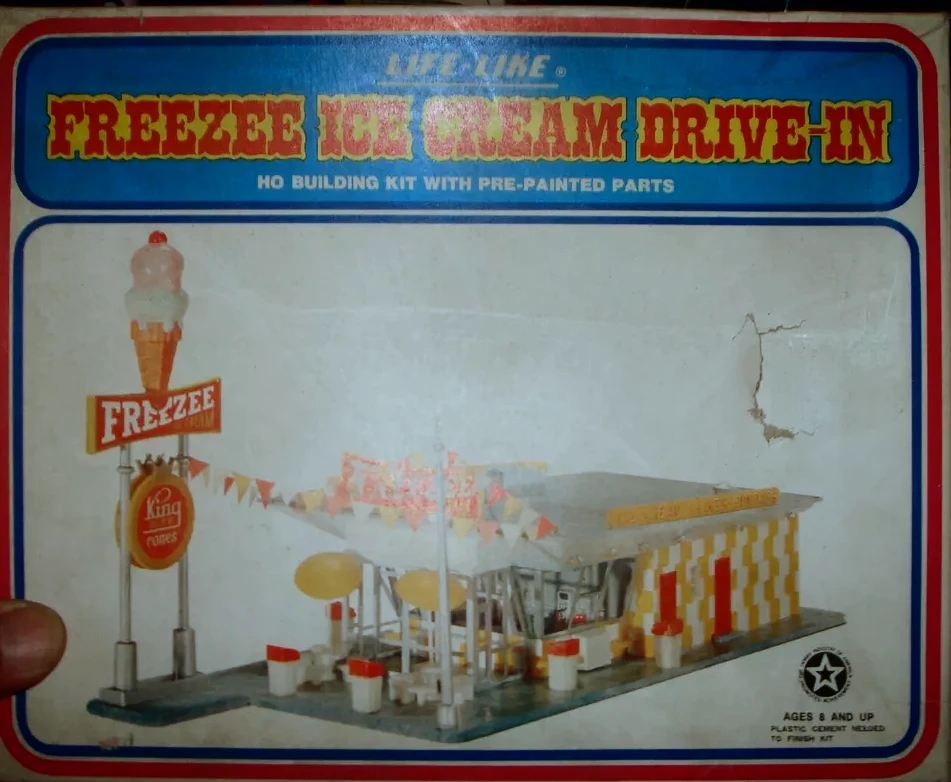 LIFE-LIKE®
FREEZEE ICE CREAM DRIVE-IN
HO BUILDING KIT WITH PRE-PAINTED PARTS
FREEZEE
CREAM
King
cones
AGES 8 AND UP
PLASTIC CEMENT NEEDED
TO FINISH KIT